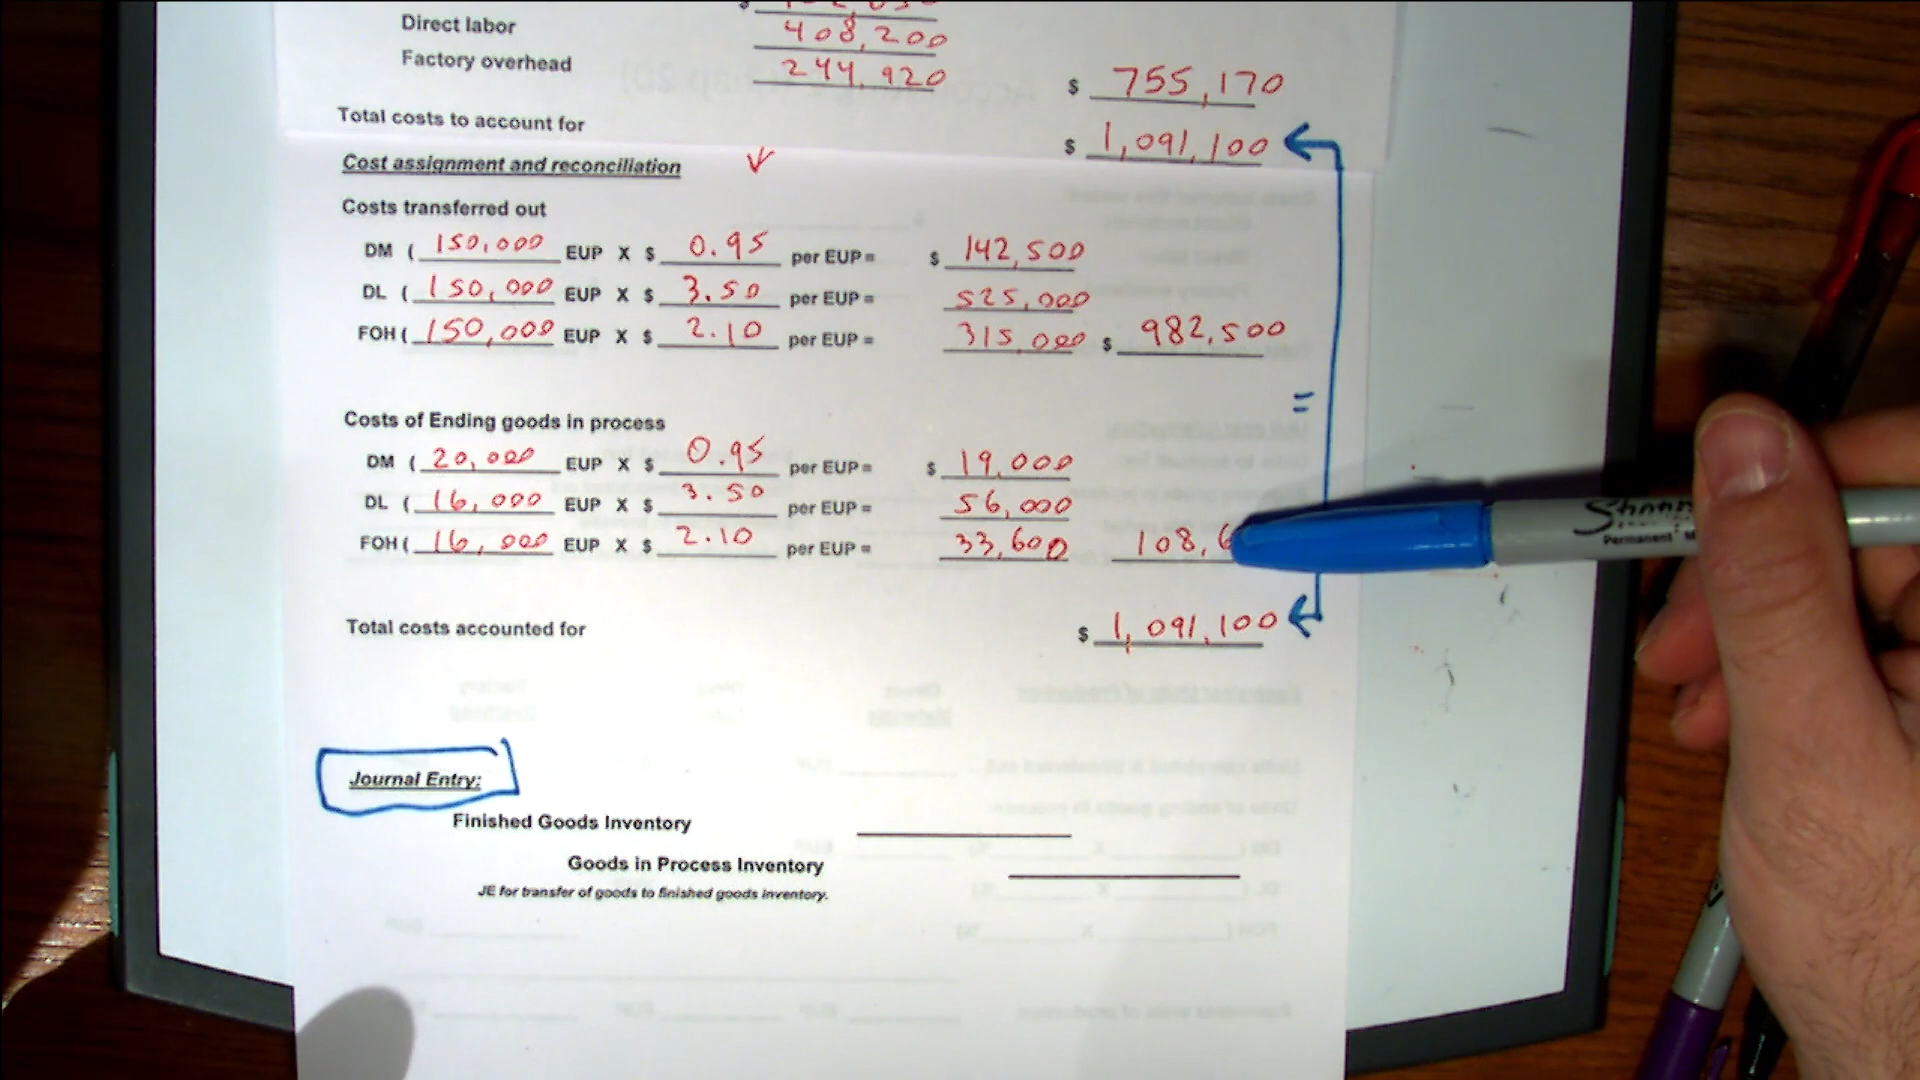 Direct labor 408,200
Factory overhead 244,920 $ 755,170
Total costs to account for $ 1,091,100
Cost assignment and reconciliation
Costs transferred out
DM ( 150,000 EUP X $ 0.95 per EUP = $ 142,500
DL ( 150,000 EUP X $ 3.50 per EUP = 525,000
FOH ( 150,000 EUP X $ 2.10 per EUP = 315,000 $ 982,500
=
Costs of Ending goods in process
DM ( 20,000 EUP X $ 0.95 per EUP = $ 19,000
DL ( 16,000 EUP X $ 3.50 per EUP = 56,000
FOH ( 16,000 EUP X $ 2.10 per EUP = 33,600 108,6
Total costs accounted for $ 1,091,100
Journal Entry:
Finished Goods Inventory
Goods in Process Inventory
JE for transfer of goods to finished goods inventory.